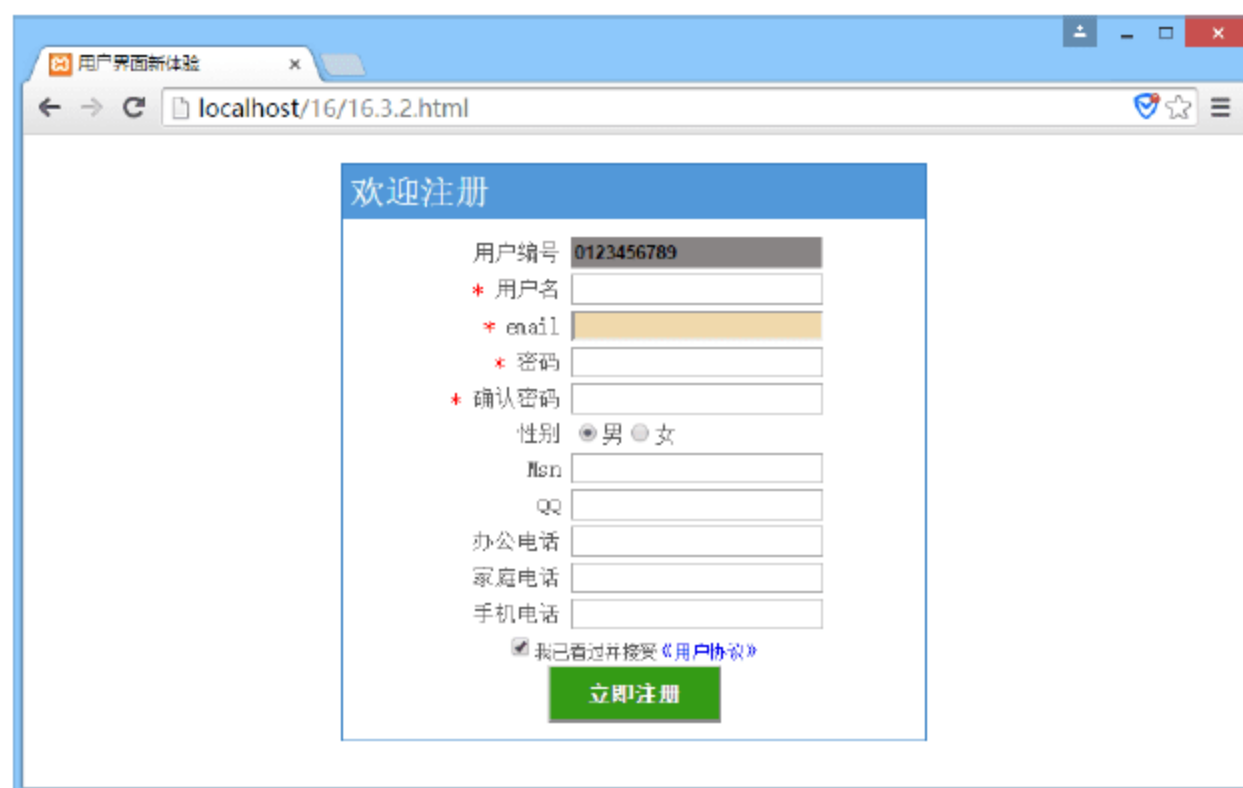 用户界面新体验
localhost/16/16.3.2.html
欢迎注册
用户编号 0123456789
* 用户名
* email
* 密码
* 确认密码
性别 男 女
Msn
QQ
办公电话
家庭电话
手机电话
我已看过并接受《用户协议》
立即注册